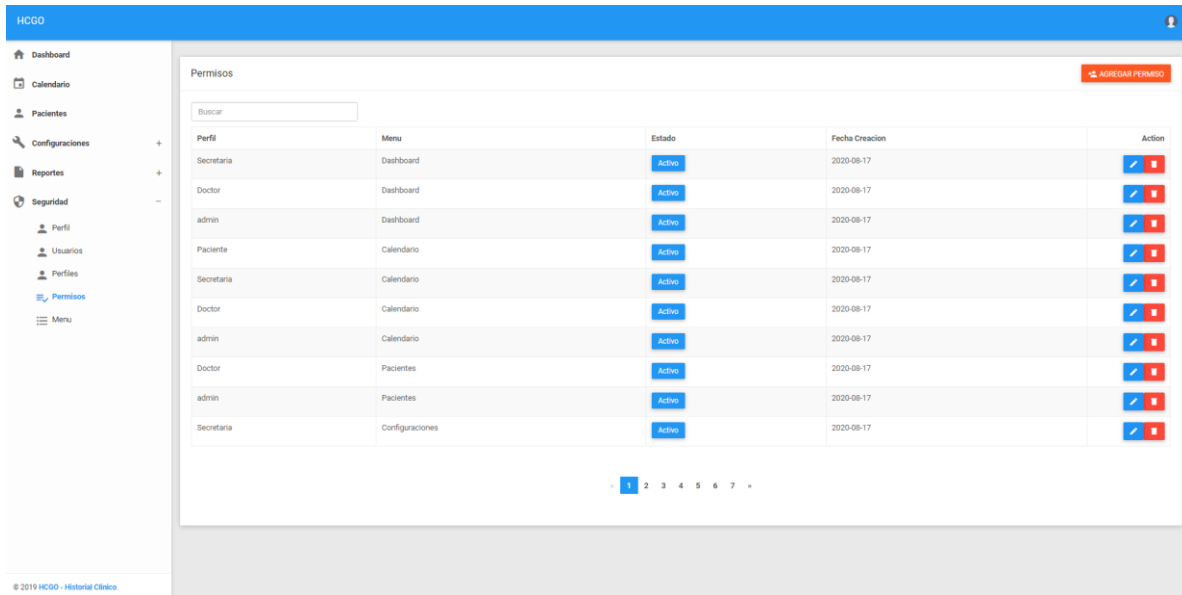 HCGO
Dashboard
Calendario
Pacientes
Configuraciones +
Reportes +
Seguridad −
Perfil
Usuarios
Perfiles
Permisos
Menu
© 2019 HCGO - Historial Clinico.
Permisos
AGREGAR PERMISO
Buscar
Perfil Menu Estado Fecha Creacion Action
Secretaria Dashboard Activo 2020-08-17
Doctor Dashboard Activo 2020-08-17
admin Dashboard Activo 2020-08-17
Paciente Calendario Activo 2020-08-17
Secretaria Calendario Activo 2020-08-17
Doctor Calendario Activo 2020-08-17
admin Calendario Activo 2020-08-17
Doctor Pacientes Activo 2020-08-17
admin Pacientes Activo 2020-08-17
Secretaria Configuraciones Activo 2020-08-17
« 1 2 3 4 5 6 7 »